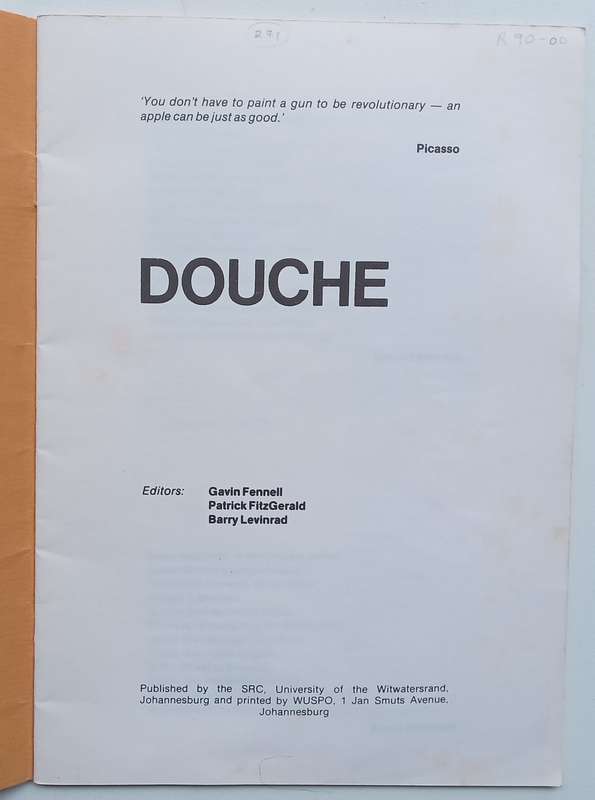 291
R 90-00
'You don't have to paint a gun to be revolutionary — an
apple can be just as good.'
Picasso
DOUCHE
Editors: Gavin Fennell
Patrick FitzGerald
Barry Levinrad
Published by the SRC, University of the Witwatersrand,
Johannesburg and printed by WUSPO, 1 Jan Smuts Avenue,
Johannesburg